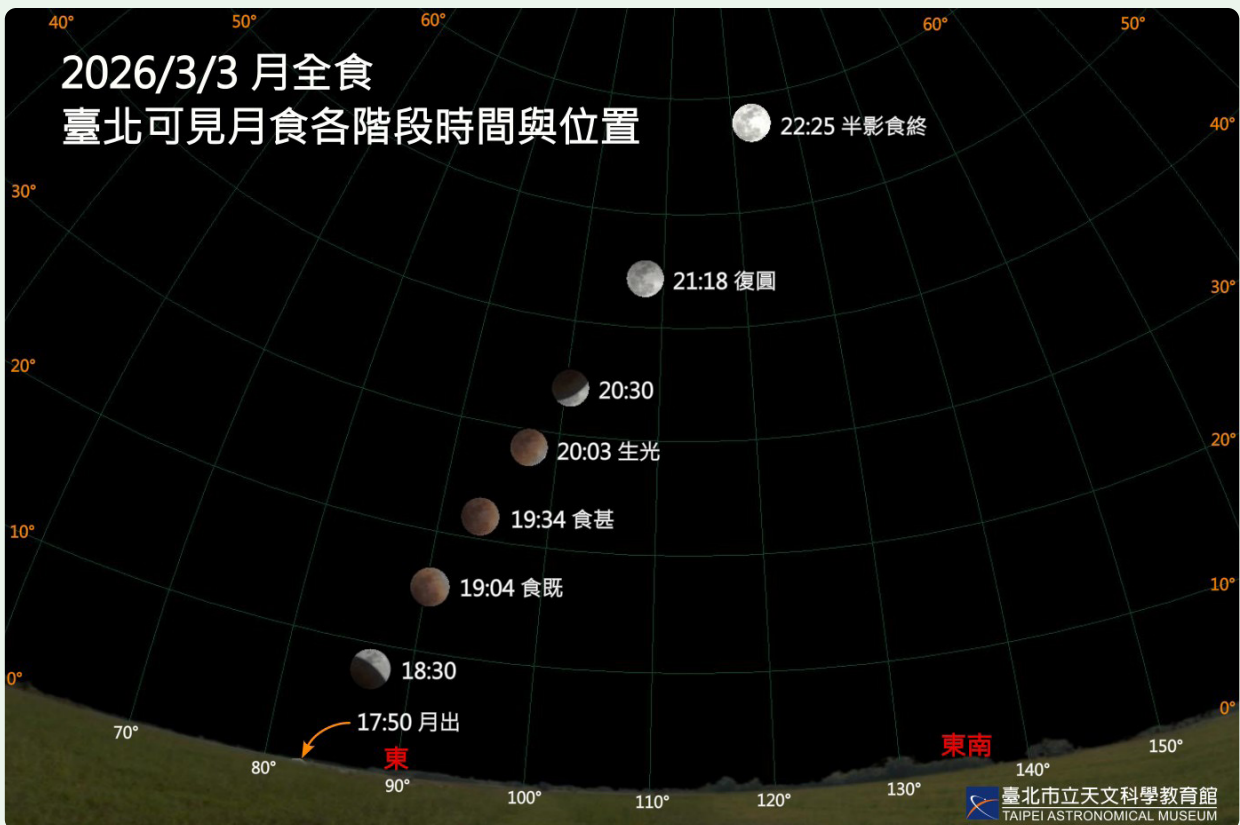 40°
50°
60°
60°
50°
2026/3/3 月全食
臺北可見月食各階段時間與位置
22:25 半影食終
40°
30°
21:18 復圓
30°
20°
20:30
20:03 生光
20°
19:34 食甚
10°
19:04 食既
10°
18:30
0°
17:50 月出
0°
70°
東
東南
150°
80°
90°
140°
100°
110°
120°
130°
臺北市立天文科學教育館
TAIPEI ASTRONOMICAL MUSEUM